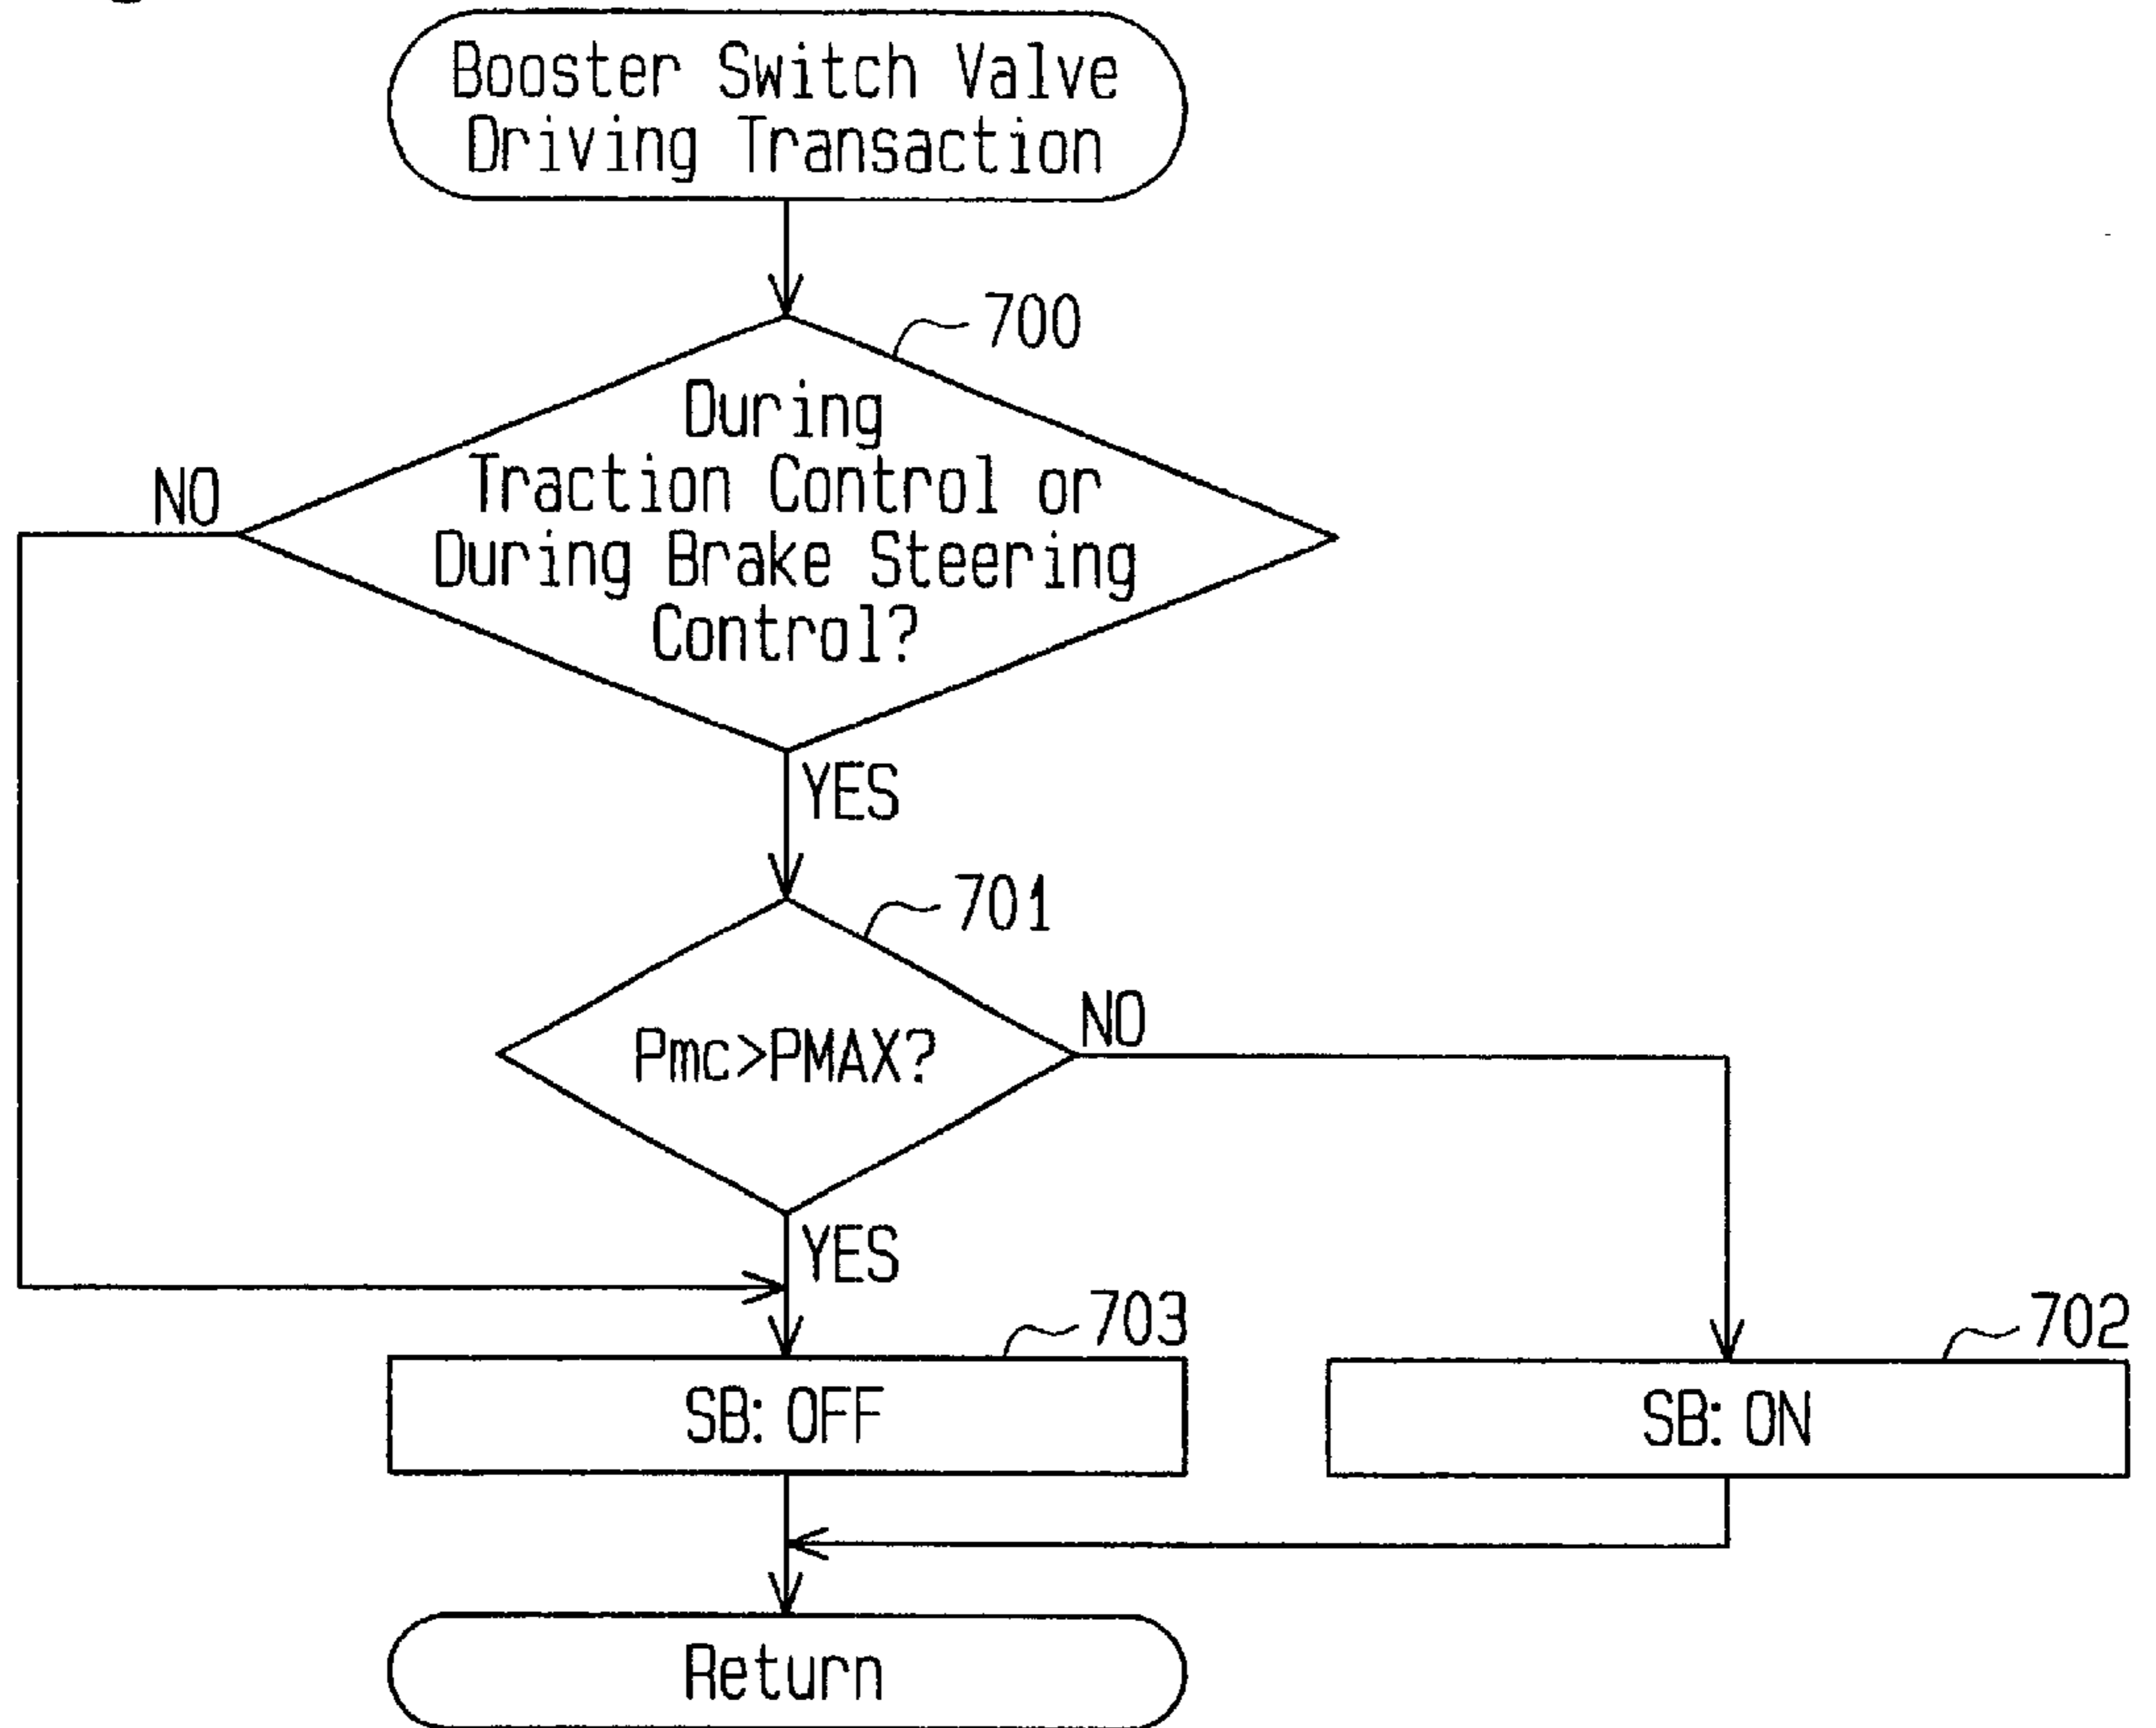 Booster Switch Valve
Driving Transaction
700
During
Traction Control or
During Brake Steering
Control?
NO
YES
701
Pmc>PMAX?
NO
YES
703
SB: OFF
702
SB: ON
Return